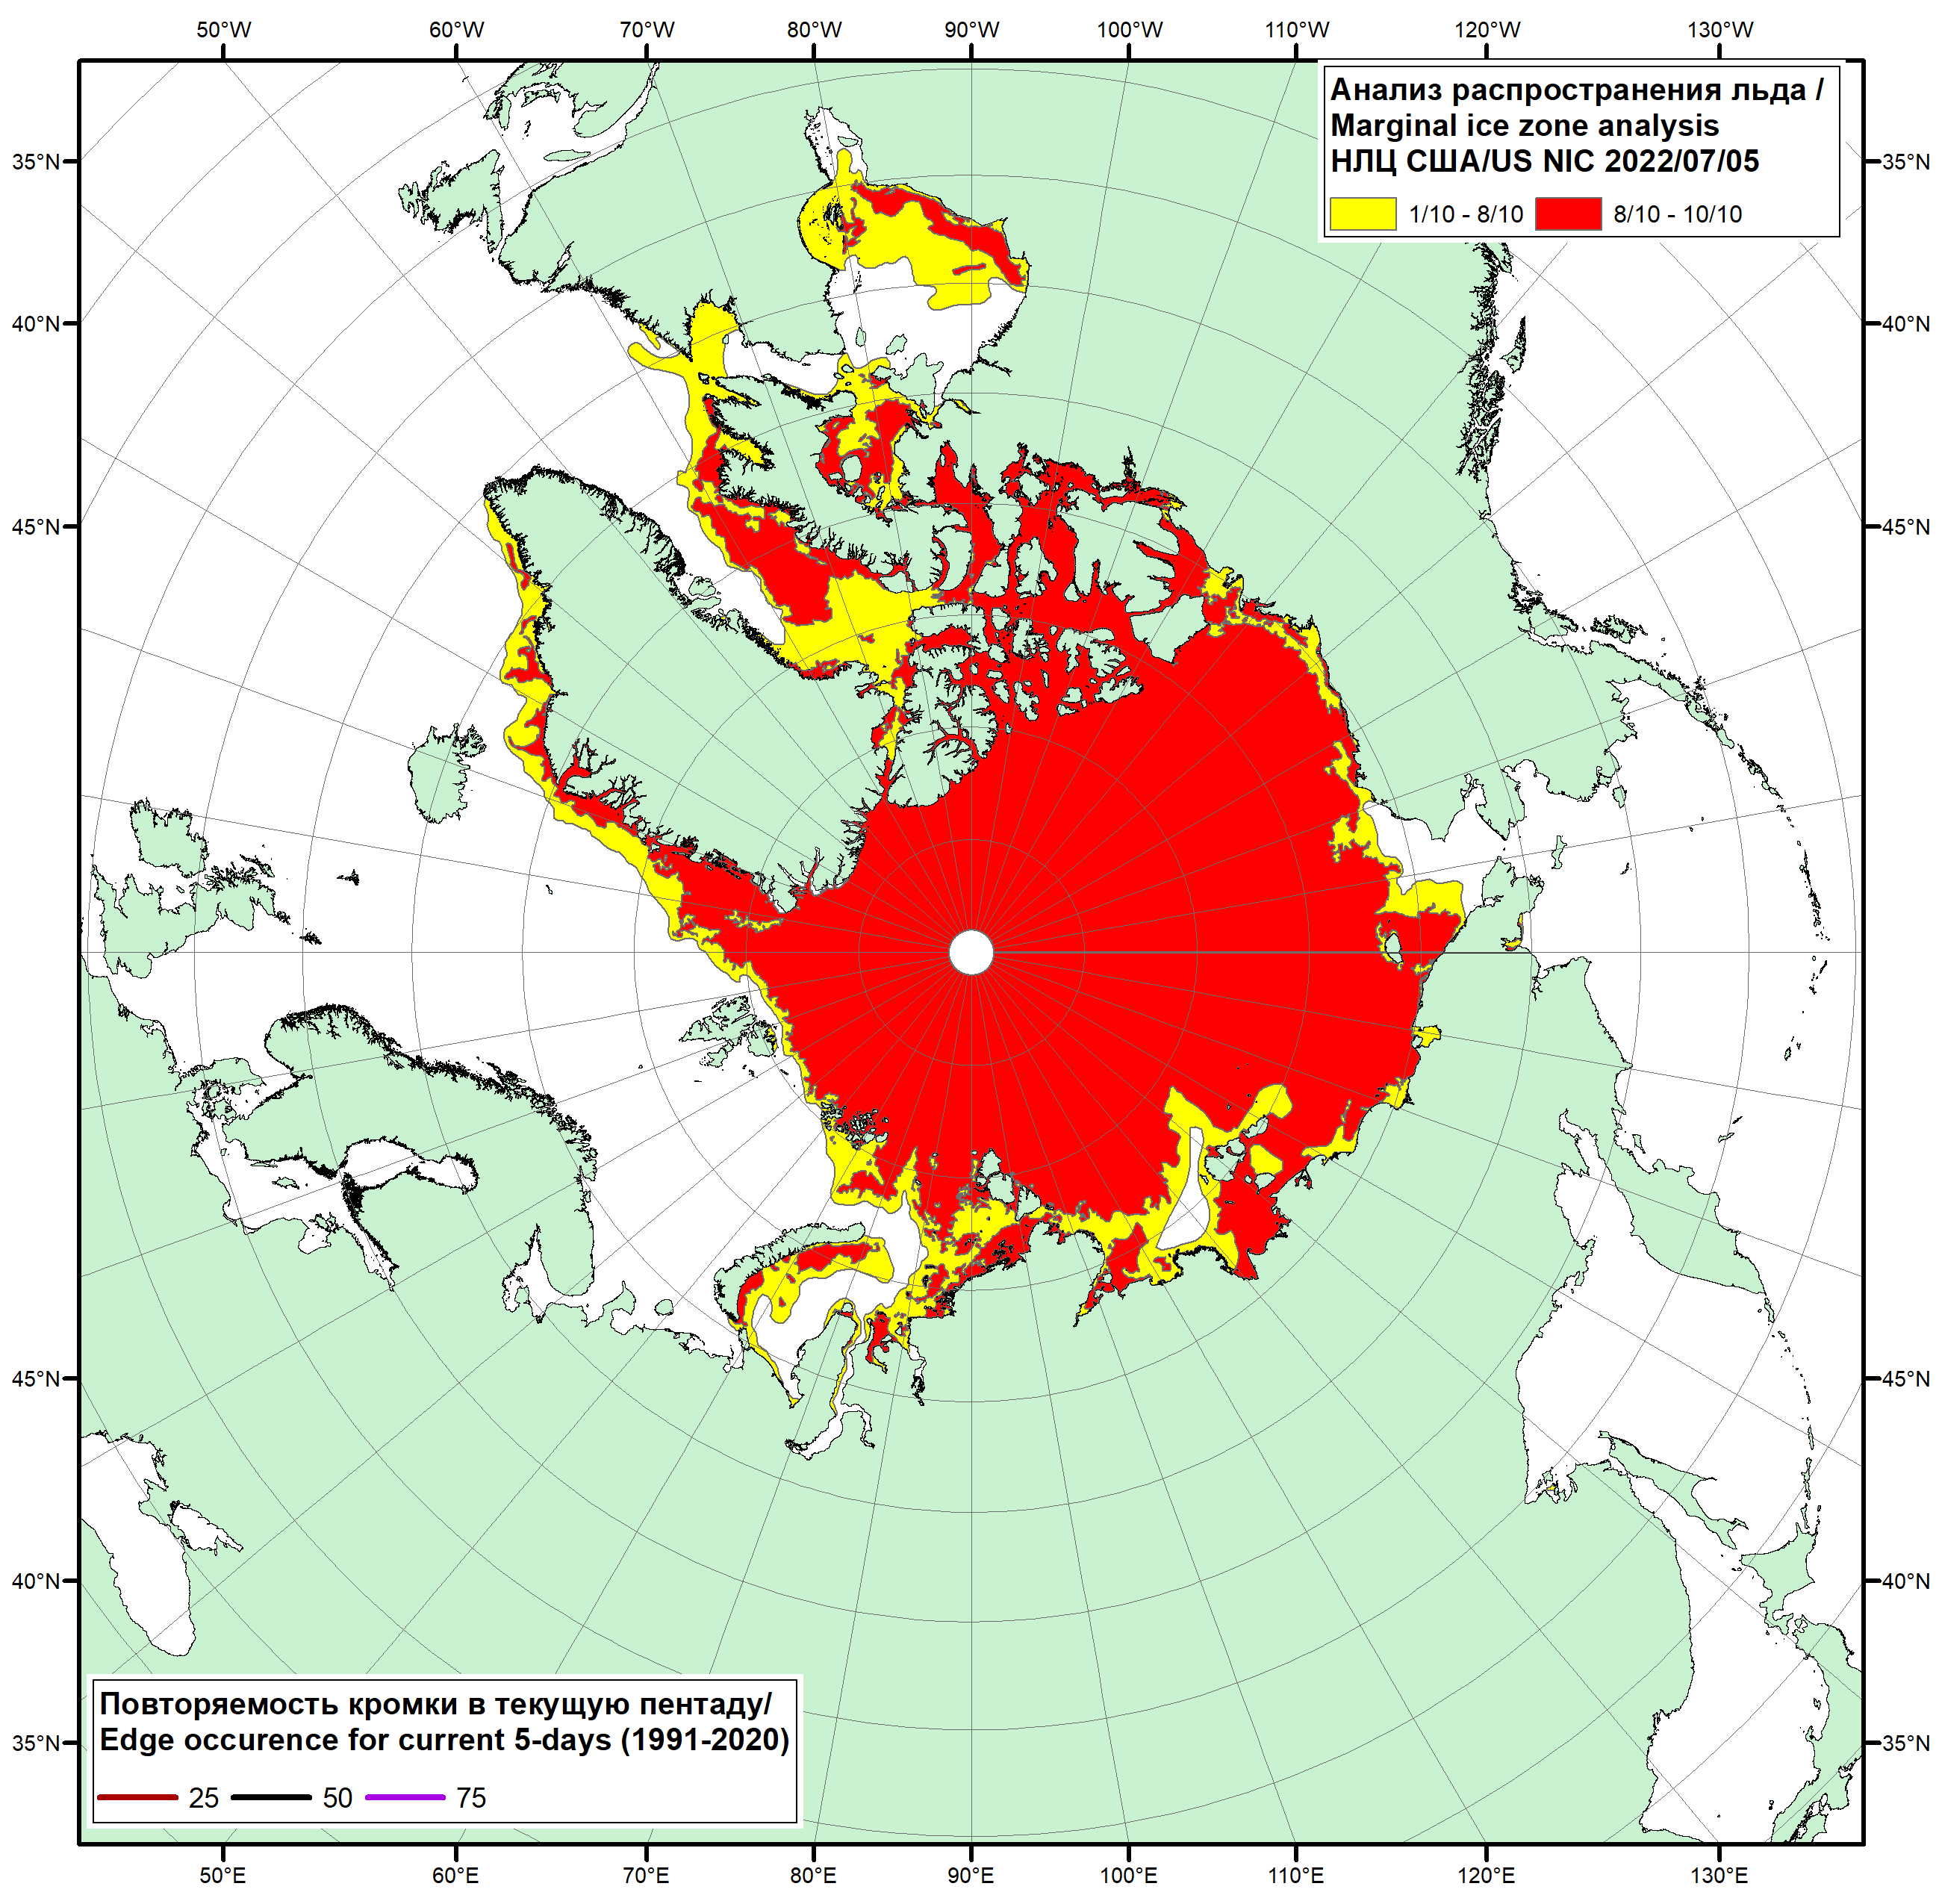 50°W 60°W 70°W 80°W 90°W 100°W 110°W 120°W 130°W
Анализ распространения льда /
Marginal ice zone analysis
НЛЦ США/US NIC 2022/07/05
1/10 - 8/10 8/10 - 10/10
35°N 35°N
40°N 40°N
45°N 45°N
45°N 45°N
40°N 40°N
35°N 35°N
Повторяемость кромки в текущую пентаду/
Edge occurence for current 5-days (1991-2020)
25 50 75
50°E 60°E 70°E 80°E 90°E 100°E 110°E 120°E 130°E